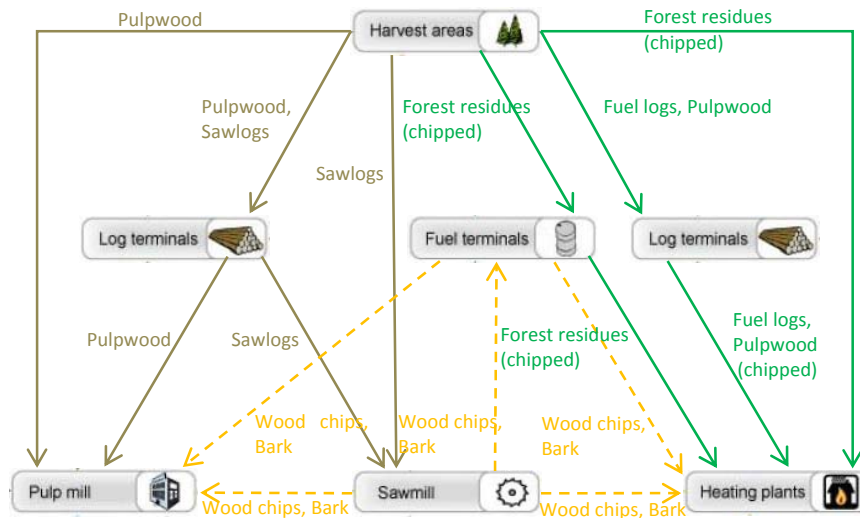 Pulpwood
Harvest areas
Forest residues
(chipped)
Pulpwood,
Sawlogs
Forest residues
(chipped)
Fuel logs, Pulpwood
Sawlogs
Log terminals
Fuel terminals
Log terminals
Pulpwood
Sawlogs
Forest residues
(chipped)
Fuel logs,
Pulpwood
(chipped)
Wood chips,
Bark
Wood chips,
Bark
Wood chips,
Bark
Pulp mill
Sawmill
Heating plants
Wood chips, Bark
Wood chips, Bark